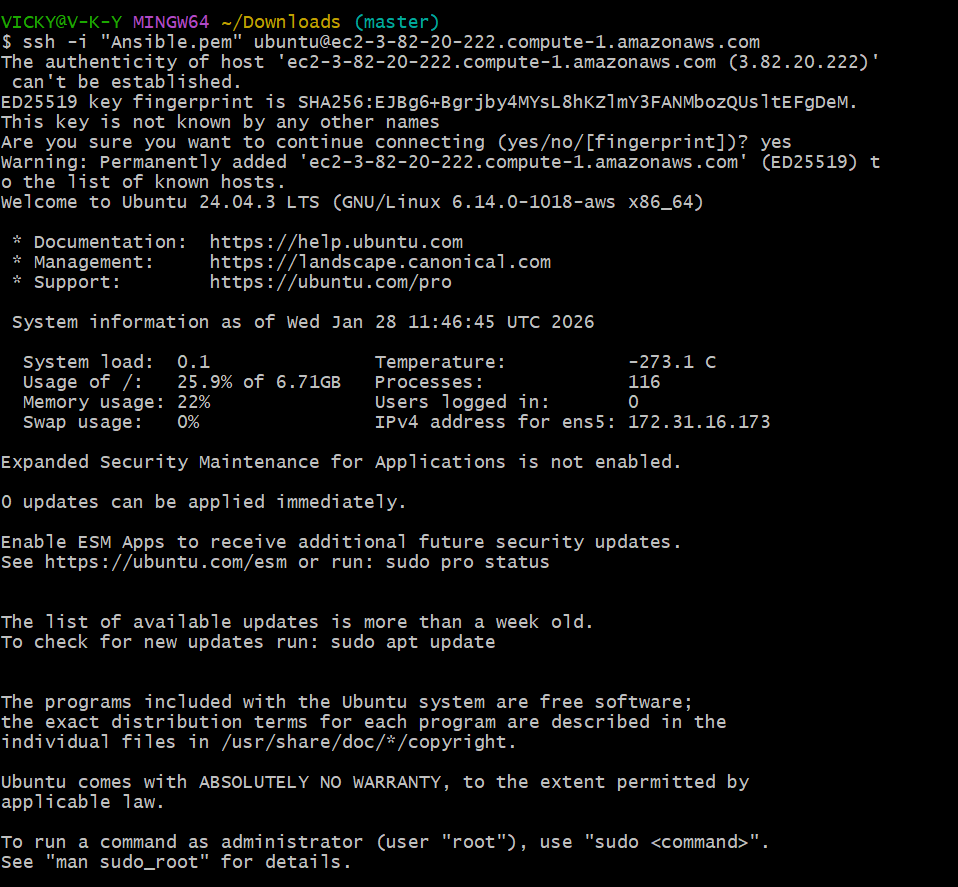 VICKY@V-K-Y MINGW64 ~/Downloads (master)
$ ssh -i "Ansible.pem" ubuntu@ec2-3-82-20-222.compute-1.amazonaws.com
The authenticity of host 'ec2-3-82-20-222.compute-1.amazonaws.com (3.82.20.222)'
 can't be established.
ED25519 key fingerprint is SHA256:EJBg6+Bgrjby4MYsL8hKZlmY3FANMbozQUsltEFgDeM.
This key is not known by any other names
Are you sure you want to continue connecting (yes/no/[fingerprint])? yes
Warning: Permanently added 'ec2-3-82-20-222.compute-1.amazonaws.com' (ED25519) t
o the list of known hosts.
Welcome to Ubuntu 24.04.3 LTS (GNU/Linux 6.14.0-1018-aws x86_64)

 * Documentation:  https://help.ubuntu.com
 * Management:     https://landscape.canonical.com
 * Support:        https://ubuntu.com/pro

 System information as of Wed Jan 28 11:46:45 UTC 2026

  System load:  0.1               Temperature:           -273.1 C
  Usage of /:   25.9% of 6.71GB   Processes:             116
  Memory usage: 22%               Users logged in:       0
  Swap usage:   0%                IPv4 address for ens5: 172.31.16.173

Expanded Security Maintenance for Applications is not enabled.

0 updates can be applied immediately.

Enable ESM Apps to receive additional future security updates.
See https://ubuntu.com/esm or run: sudo pro status


The list of available updates is more than a week old.
To check for new updates run: sudo apt update


The programs included with the Ubuntu system are free software;
the exact distribution terms for each program are described in the
individual files in /usr/share/doc/*/copyright.

Ubuntu comes with ABSOLUTELY NO WARRANTY, to the extent permitted by
applicable law.

To run a command as administrator (user "root"), use "sudo <command>".
See "man sudo_root" for details.